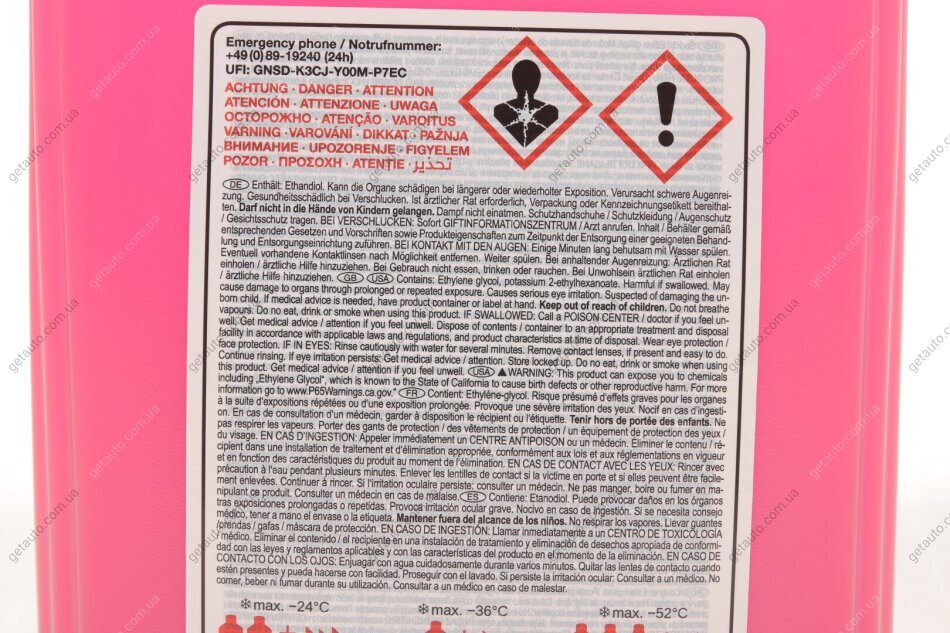 Emergency phone / Notrufnummer:
+49 (0) 89-19240 (24h)
UFI: GNSD-K3CJ-Y00M-P7EC
ACHTUNG · DANGER · ATTENTION
ATENCIÓN · ATTENZIONE · UWAGA
ОСТОРОЖНО · ATENÇÃO · VAROITUS
VARNING · VAROVÁNI · DIKKAT · PAŽNJA
ВНИМАНИЕ · UPOZORENJE · FIGYELEM
POZOR · ΠΡΟΣΟΧΗ · ATENTIE · تحذير
DE Enthält: Ethandiol. Kann die Organe schädigen bei längerer oder wiederholter Exposition. Verursacht schwere Augenrei-
zung. Gesundheitsschädlich bei Verschlucken. Ist ärztlicher Rat erforderlich, Verpackung oder Kennzeichnungsetikett bereithal-
ten. Darf nicht in die Hände von Kindern gelangen. Dampf nicht einatmen. Schutzhandschuhe / Schutzkleidung / Augenschutz
/ Gesichtsschutz tragen. BEI VERSCHLUCKEN: Sofort GIFTINFORMATIONSZENTRUM / Arzt anrufen. Inhalt / Behälter gemäß
entsprechenden Gesetzen und Vorschriften sowie Produkteigenschaften zum Zeitpunkt der Entsorgung einer geeigneten Behand-
lung und Entsorgungseinrichtung zuführen. BEI KONTAKT MIT DEN AUGEN: Einige Minuten lang behutsam mit Wasser spülen.
Eventuell vorhandene Kontaktlinsen nach Möglichkeit entfernen. Weiter spülen. Bei anhaltender Augenreizung: Ärztlichen Rat
einholen / ärztliche Hilfe hinzuziehen. Bei Gebrauch nicht essen, trinken oder rauchen. Bei Unwohlsein ärztlichen Rat einholen
/ ärztliche Hilfe hinzuziehen. GB USA Contains: Ethylene glycol, potassium 2-ethylhexanoate. Harmful if swallowed. May
cause damage to organs through prolonged or repeated exposure. Causes serious eye irritation. Suspected of damaging the un-
born child. If medical advice is needed, have product container or label at hand. Keep out of reach of children. Do not breathe
vapours. Do no eat, drink or smoke when using this product. IF SWALLOWED: Call a POISON CENTER / doctor if you feel un-
well. Get medical advice / attention if you feel unwell. Dispose of contents / container to an appropriate treatment and disposal
facility in accordance with applicable laws and regulations, and product characteristics at time of disposal. Wear eye protection /
face protection. IF IN EYES: Rinse cautiously with water for several minutes. Remove contact lenses, if present and easy to do.
Continue rinsing. If eye irritation persists: Get medical advice / attention. Store locked up. Do no eat, drink or smoke when using
this product. Get medical advice / attention if you feel unwell. USA ▲WARNING: This product can expose you to chemicals
including „Ethylene Glycol", which is known to the State of California to cause birth defects or other reproductive harm. For more
information go to www.P65Warnings.ca.gov." FR Content: Ethylène-glycol. Risque présumé d'effets graves pour les organes
à la suite d'expositions répétées ou d'une exposition prolongée. Provoque une sévère irritation des yeux. Nocif en cas d'ingesti-
on. En cas de consultation d'un médecin, garder à disposition le récipient ou l'étiquette. Tenir hors de portée des enfants. Ne
pas respirer les vapeurs. Porter des gants de protection / des vêtements de protection / un équipement de protection des yeux /
du visage. EN CAS D'INGESTION: Appeler immédiatement un CENTRE ANTIPOISON ou un médecin. Eliminer le contenu / ré-
cipient dans une installation de traitement et d'élimination appropriée, conformément aux lois et aux réglementations en vigueur
et en fonction des caractéristiques du produit au moment de l'élimination. EN CAS DE CONTACT AVEC LES YEUX: Rincer avec
précaution à l'eau pendant plusieurs minutes. Enlever les lentilles de contact si la victime en porte et si elles peuvent être facile-
ment enlevées. Continuer à rincer. Si l'irritation oculaire persiste: consulter un médecin. Ne pas manger, boire ou fumer en ma-
nipulant ce produit. Consulter un médecin en cas de malaise. ES Contiene: Etanodiol. Puede provocar daños en los órganos
tras exposiciones prolongadas o repetidas. Provoca irritación ocular grave. Nocivo en caso de ingestión. Si se necesita consejo
médico, tener a mano el envase o la etiqueta. Mantener fuera del alcance de los niños. No respirar los vapores. Llevar guantes
/prendas / gafas / máscara de protección. EN CASO DE INGESTIÓN: Llamar inmediatamente a un CENTRO DE TOXICOLOGÍA
/ médico. Eliminar el contenido / el recipiente en una instalación de tratamiento y eliminación de desechos apropiada de conformi-
dad con las leyes y reglamentos aplicables y con las características del producto en el momento de la eliminación. EN CASO DE
CONTACTO CON LOS OJOS: Enjuagar con agua cuidadosamente durante varios minutos. Quitar las lentes de contacto cuando
estén presentes y pueda hacerse con facilidad. Proseguir con el lavado. Si persiste la irritación ocular: Consultar a un médico. No
comer, beber ni fumar durante su utilización. Consultar a un médico en caso de malestar.
max. –24°C max. –36°C max. –52°C
getauto.com.ua